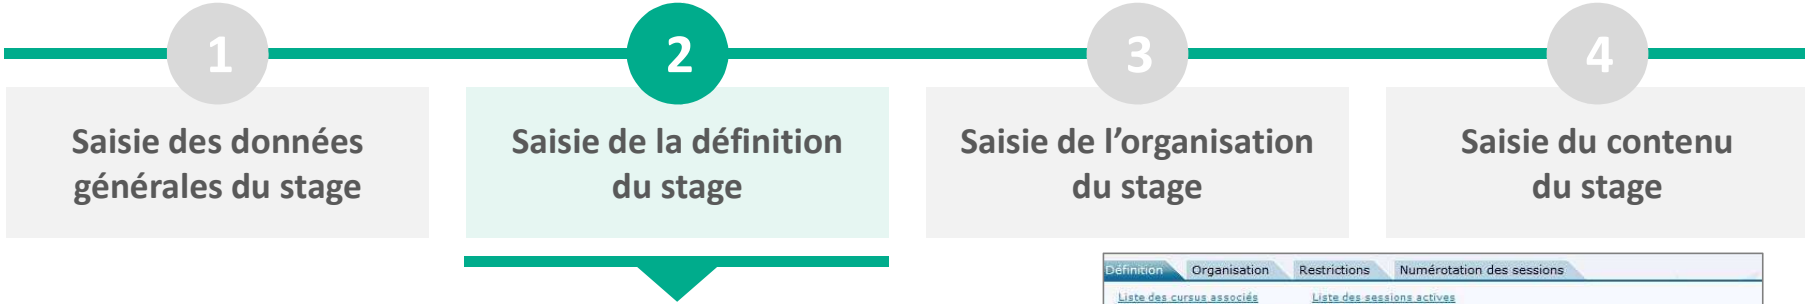 1
2
3
4
Saisie des données
générales du stage
Saisie de la définition
du stage
Saisie de l’organisation
du stage
Saisie du contenu
du stage
Définition Organisation Restrictions Numérotation des sessions
Liste des cursus associés Liste des sessions actives